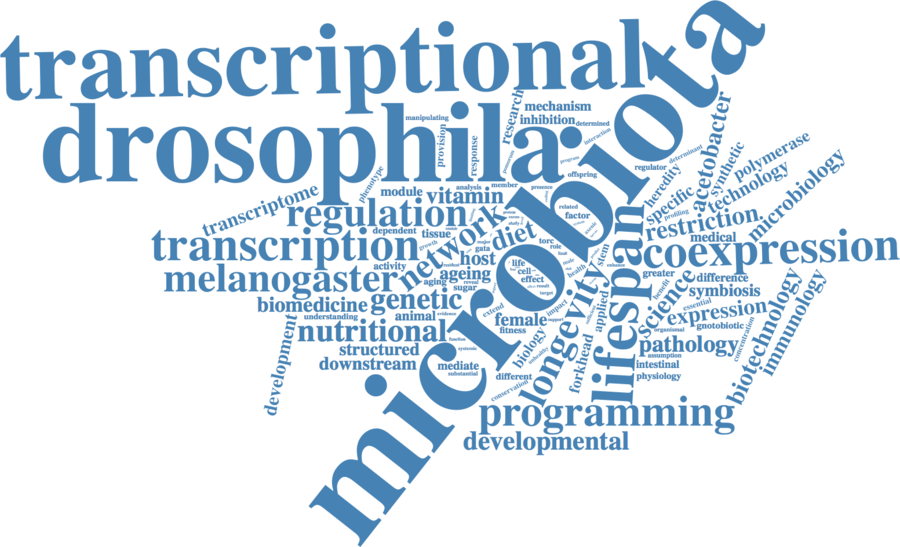 transcriptional
drosophila
microbiota
manipulating
provision
response
research
mechanism
inhibition
determined
interaction
phenotype
module
analysis
member
presence
program
offspring
regulator
determinant
acetobacter
synthetic
polymerase
heredity
specific
profiling
technology
microbiology
transcriptome
regulation
vitamin
related
factor
restriction
medical
dependent
tissue
network
diet
host
torc
role
gata
growth
transcription
activity
coexpression
melanogaster
ageing
aging
reveal
sugar
life
cell
effect
result
target
health
stem
lifespan
longevity
greater
difference
benefit
science
symbiosis
essential
biomedicine
genetic
understanding
animal
evidence
extend
female
fitness
impact
support
applied
expression
gnotobiotic
organismal
concentration
biotechnology
immunology
development
nutritional
function
systemic
structured
downstream
mediate
substantial
biology
unhealthy
different
conservation
forkhead
pathology
assumption
intestinal
physiology
programming
developmental